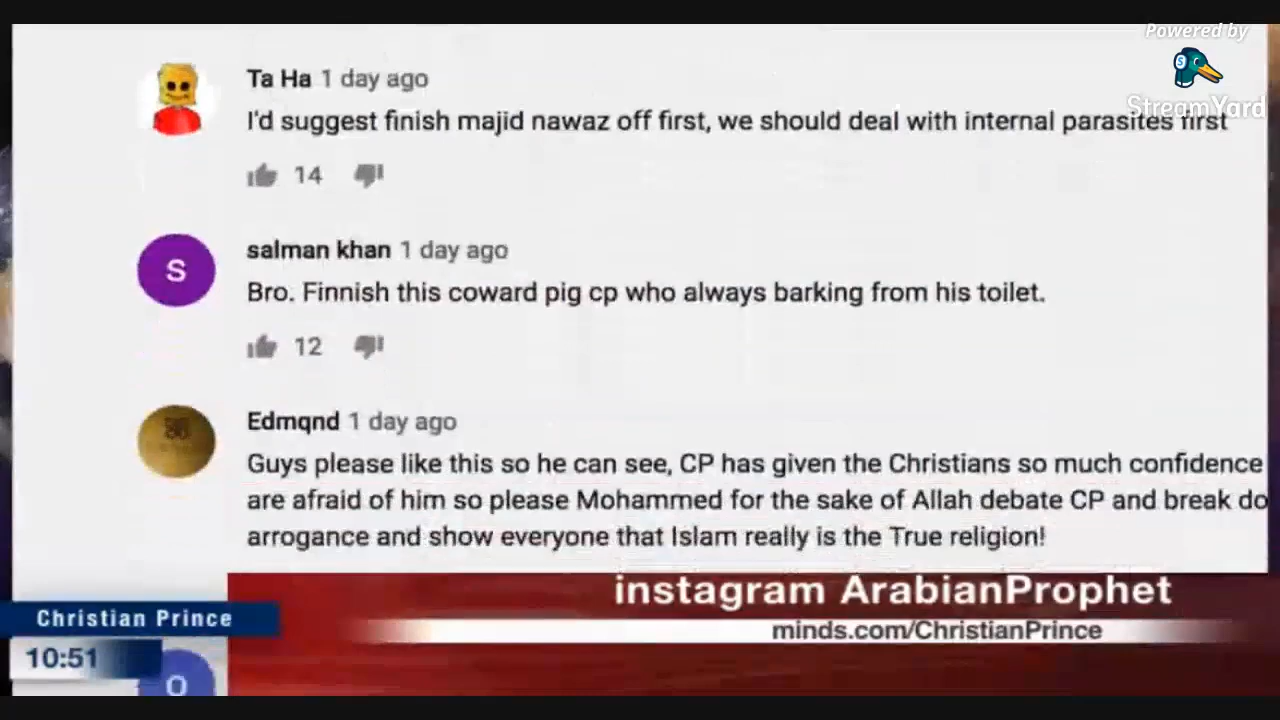 Powered by
StreamYard
Ta Ha 1 day ago
I'd suggest finish majid nawaz off first, we should deal with internal parasites first
14
S
salman khan 1 day ago
Bro. Finnish this coward pig cp who always barking from his toilet.
12
Edmqnd 1 day ago
Guys please like this so he can see, CP has given the Christians so much confidence
are afraid of him so please Mohammed for the sake of Allah debate CP and break do
arrogance and show everyone that Islam really is the True religion!
instagram ArabianProphet
Christian Prince
minds.com/ChristianPrince
10:51
O